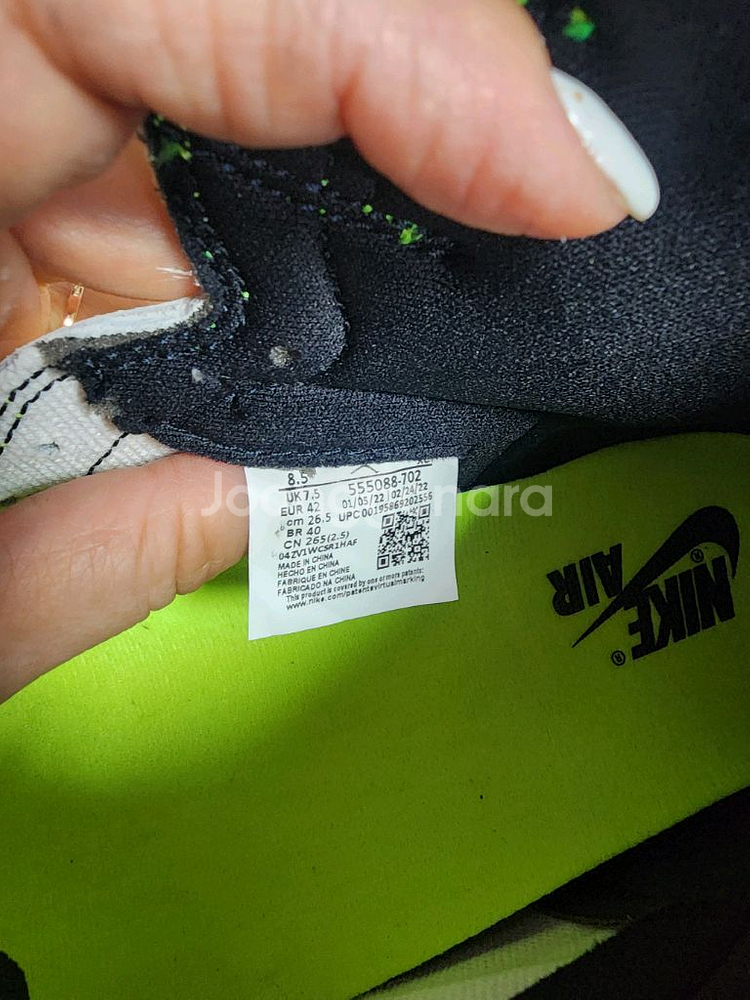 8.5
UK 7.5 555088-702
EUR 42 01/05/22 02/24/22
cm 26.5 UPC00195869202556
BR 40
CN 265(2.5)
04ZV1WCSR1HAF
MADE IN CHINA
HECHO EN CHINA
FABRIQUE EN CHINE
FABRICADO NA CHINA
This product is covered by one or more patents:
www.nike.com/patentsvirtualmarking
NIKE ®
AIR